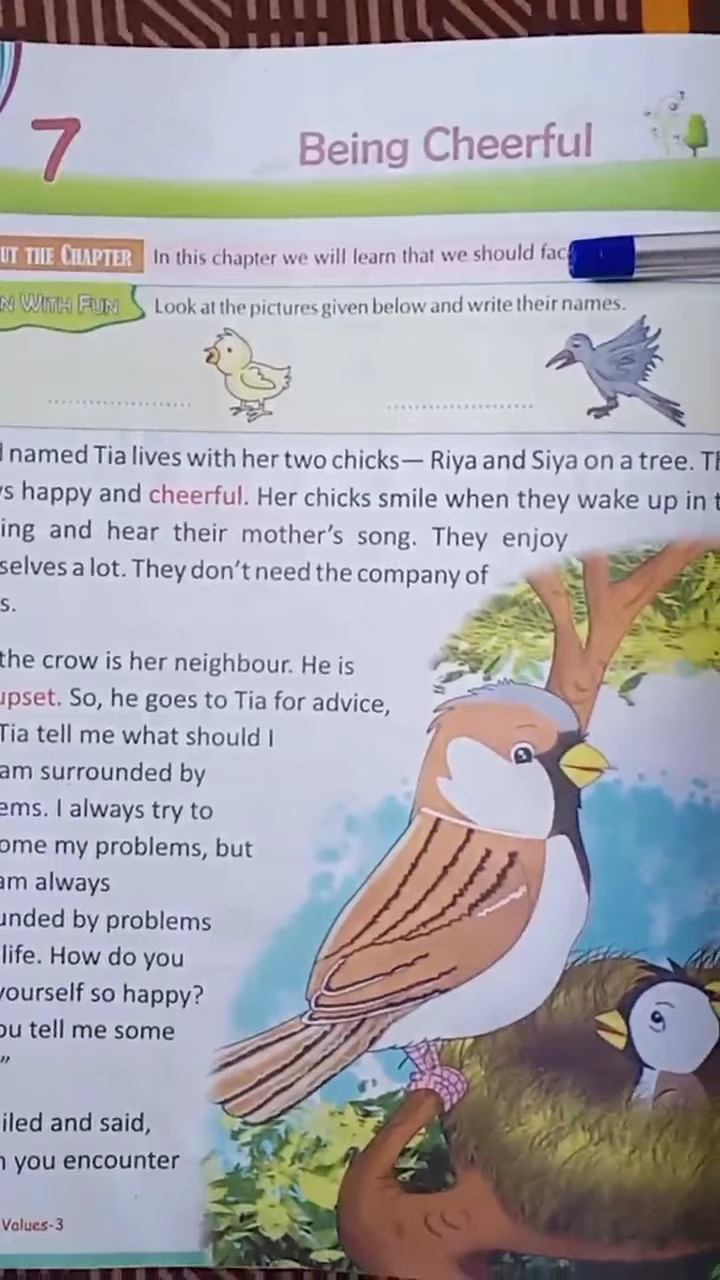 7
Being Cheerful
UT THE CHAPTER In this chapter we will learn that we should fac
N WITH FUN Look at the pictures given below and write their names.
named Tia lives with her two chicks— Riya and Siya on a tree. Th
s happy and cheerful. Her chicks smile when they wake up in t
ing and hear their mother's song. They enjoy
selves a lot. They don't need the company of
s.
the crow is her neighbour. He is
upset. So, he goes to Tia for advice,
Tia tell me what should I
am surrounded by
ems. I always try to
ome my problems, but
am always
unded by problems
life. How do you
yourself so happy?
ou tell me some
”
iled and said,
n you encounter
Values-3